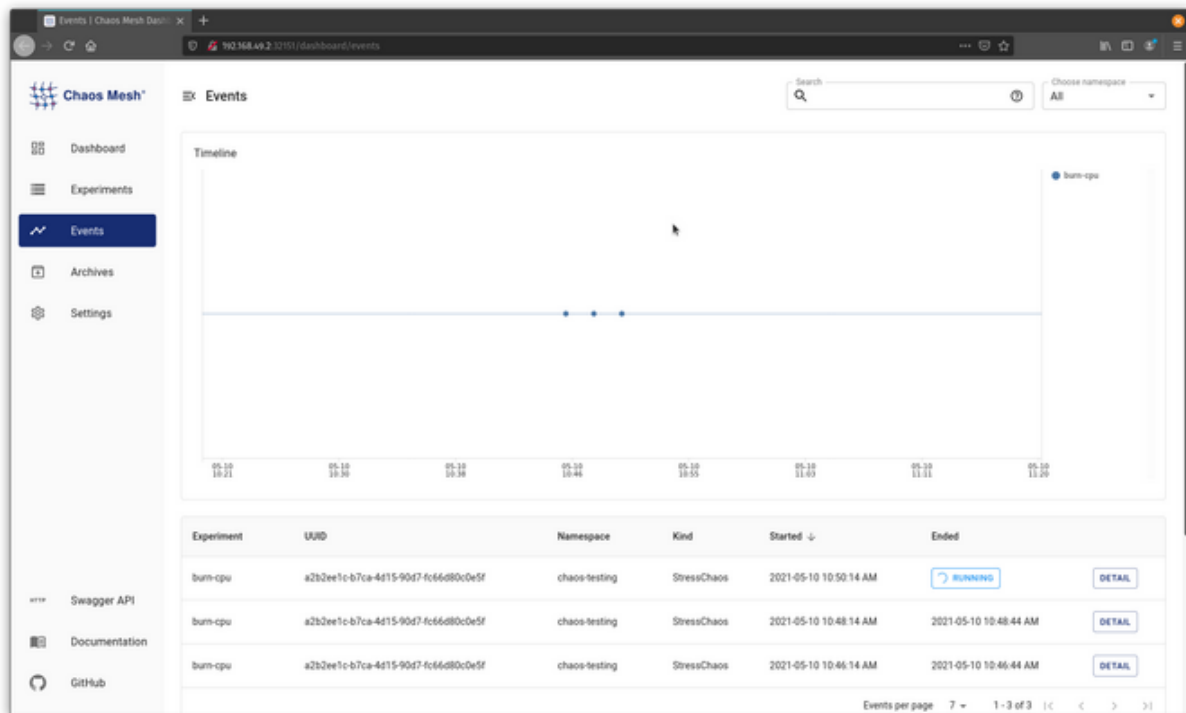 Events | Chaos Mesh Dash
192.168.49.2:32151/dashboard/events
Chaos Mesh
Events
Search
Choose namespace
All
Dashboard
Experiments
Events
Archives
Settings
Swagger API
Documentation
GitHub
Timeline
burn-cpu
05-10 05-10 05-10 05-10 05-10 05-10 05-10 05-10
10:21 10:30 10:38 10:46 10:55 11:03 11:11 11:20
Experiment UUID Namespace Kind Started Ended
burn-cpu a2b2ee1c-b7ca-4d15-90d7-fc66d80c0e5f chaos-testing StressChaos 2021-05-10 10:50:14 AM RUNNING DETAIL
burn-cpu a2b2ee1c-b7ca-4d15-90d7-fc66d80c0e5f chaos-testing StressChaos 2021-05-10 10:48:14 AM 2021-05-10 10:48:44 AM DETAIL
burn-cpu a2b2ee1c-b7ca-4d15-90d7-fc66d80c0e5f chaos-testing StressChaos 2021-05-10 10:46:14 AM 2021-05-10 10:46:44 AM DETAIL
Events per page 7 1 - 3 of 3